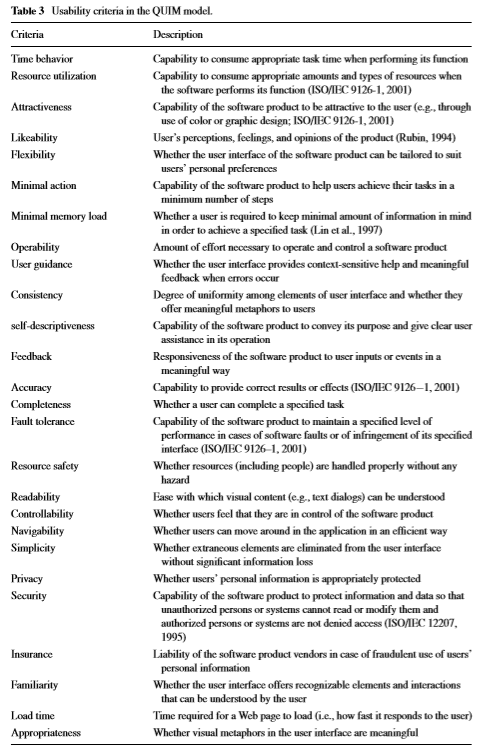 Table 3 Usability criteria in the QUIM model.
Criteria Description
Time behavior Capability to consume appropriate task time when performing its function
Resource utilization Capability to consume appropriate amounts and types of resources when
the software performs its function (ISO/IEC 9126-1, 2001)
Attractiveness Capability of the software product to be attractive to the user (e.g., through
use of color or graphic design; ISO/IEC 9126-1, 2001)
Likeability User's perceptions, feelings, and opinions of the product (Rubin, 1994)
Flexibility Whether the user interface of the software product can be tailored to suit
users' personal preferences
Minimal action Capability of the software product to help users achieve their tasks in a
minimum number of steps
Minimal memory load Whether a user is required to keep minimal amount of information in mind
in order to achieve a specified task (Lin et al., 1997)
Operability Amount of effort necessary to operate and control a software product
User guidance Whether the user interface provides context-sensitive help and meaningful
feedback when errors occur
Consistency Degree of uniformity among elements of user interface and whether they
offer meaningful metaphors to users
self-descriptiveness Capability of the software product to convey its purpose and give clear user
assistance in its operation
Feedback Responsiveness of the software product to user inputs or events in a
meaningful way
Accuracy Capability to provide correct results or effects (ISO/IEC 9126–1, 2001)
Completeness Whether a user can complete a specified task
Fault tolerance Capability of the software product to maintain a specified level of
performance in cases of software faults or of infringement of its specified
interface (ISO/IEC 9126–1, 2001)
Resource safety Whether resources (including people) are handled properly without any
hazard
Readability Ease with which visual content (e.g., text dialogs) can be understood
Controllability Whether users feel that they are in control of the software product
Navigability Whether users can move around in the application in an efficient way
Simplicity Whether extraneous elements are eliminated from the user interface
without significant information loss
Privacy Whether users' personal information is appropriately protected
Security Capability of the software product to protect information and data so that
unauthorized persons or systems cannot read or modify them and
authorized persons or systems are not denied access (ISO/IEC 12207,
1995)
Insurance Liability of the software product vendors in case of fraudulent use of users'
personal information
Familiarity Whether the user interface offers recognizable elements and interactions
that can be understood by the user
Load time Time required for a Web page to load (i.e., how fast it responds to the user)
Appropriateness Whether visual metaphors in the user interface are meaningful